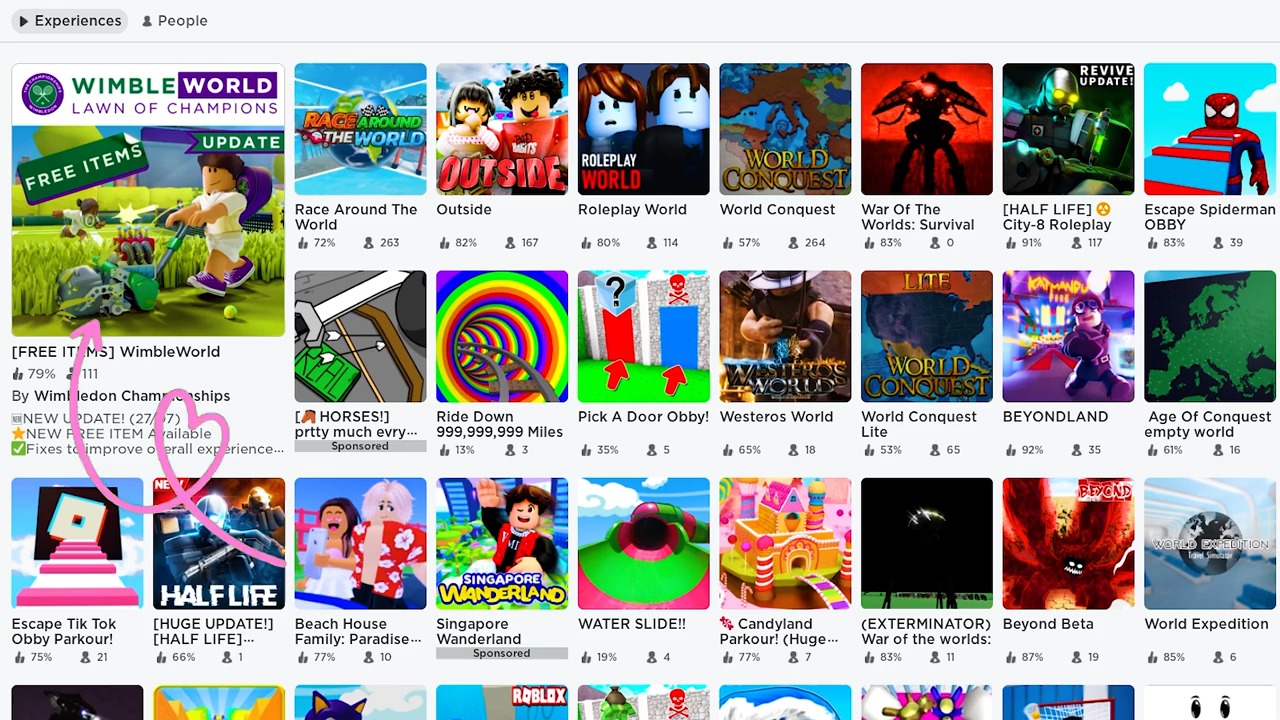 Experiences
People
WIMBLEWORLD
LAWN OF CHAMPIONS
FREE ITEMS
UPDATE
[FREE ITEMS] WimbleWorld
79% 111
By Wimbledon Championships
🆕NEW UPDATE! (27/07)
⭐NEW FREE ITEM Available
✅Fixes to improve overall experience...
RACE AROUND
THE WORLD
Race Around The
World
72% 263
OUTSIDE
Outside
82% 167
ROLEPLAY
WORLD
Roleplay World
80% 114
WORLD
CONQUEST
World Conquest
57% 264
War Of The
Worlds: Survival
83% 0
REVIVE
UPDATE!
[HALF LIFE] ☢️
City-8 Roleplay
91% 117
Escape Spiderman
OBBY
83% 39
[🐴 HORSES!]
prtty much evry...
Sponsored
Ride Down
999,999,999 Miles
13% 3
?
Pick A Door Obby!
35% 5
WESTEROS
WORLD
Westeros World
65% 18
LITE
WORLD
CONQUEST
World Conquest
Lite
53% 65
KATMANDU
BEYONDLAND
92% 35
Age Of Conquest
empty world
61% 16
Escape Tik Tok
Obby Parkour!
75% 21
NEW
HALF LIFE
[HUGE UPDATE!]
[HALF LIFE]...
66% 1
Beach House
Family: Paradise...
77% 10
VMI
SINGAPORE
WANDERLAND
Singapore
Wanderland
Sponsored
WATER SLIDE!!
19% 4
🍬 Candyland
Parkour! (Huge...
77% 7
(EXTERMINATOR)
War of the worlds:
83% 11
BEYOND
Beyond Beta
87% 19
WORLD EXPEDITION
Travel Simulator
World Expedition
85% 6
ROBLOX